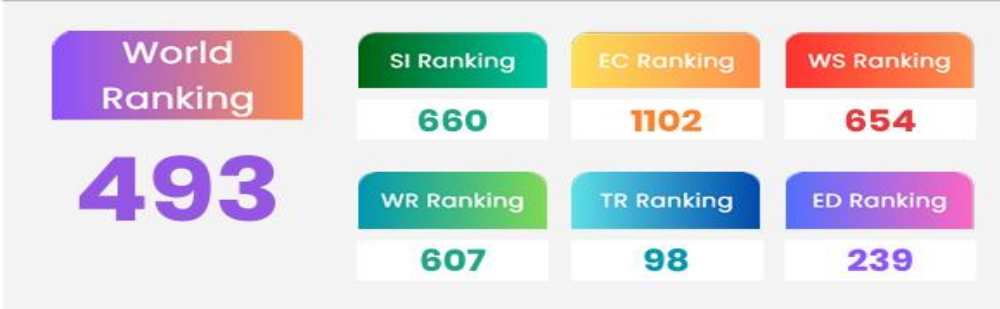 World
Ranking
493
SI Ranking
660
EC Ranking
1102
WS Ranking
654
WR Ranking
607
TR Ranking
98
ED Ranking
239